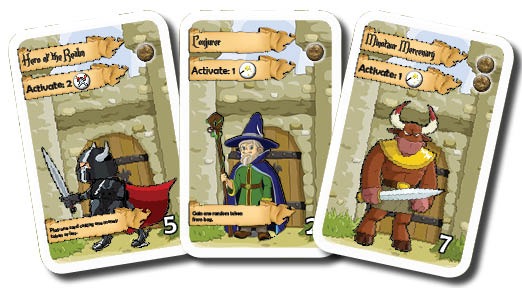 Hero of the Realm
Activate: 2
5
Conjurer
Activate: 1
Gain one random token
from bag.
2
Minotaur Mercenary
Activate: 1
7